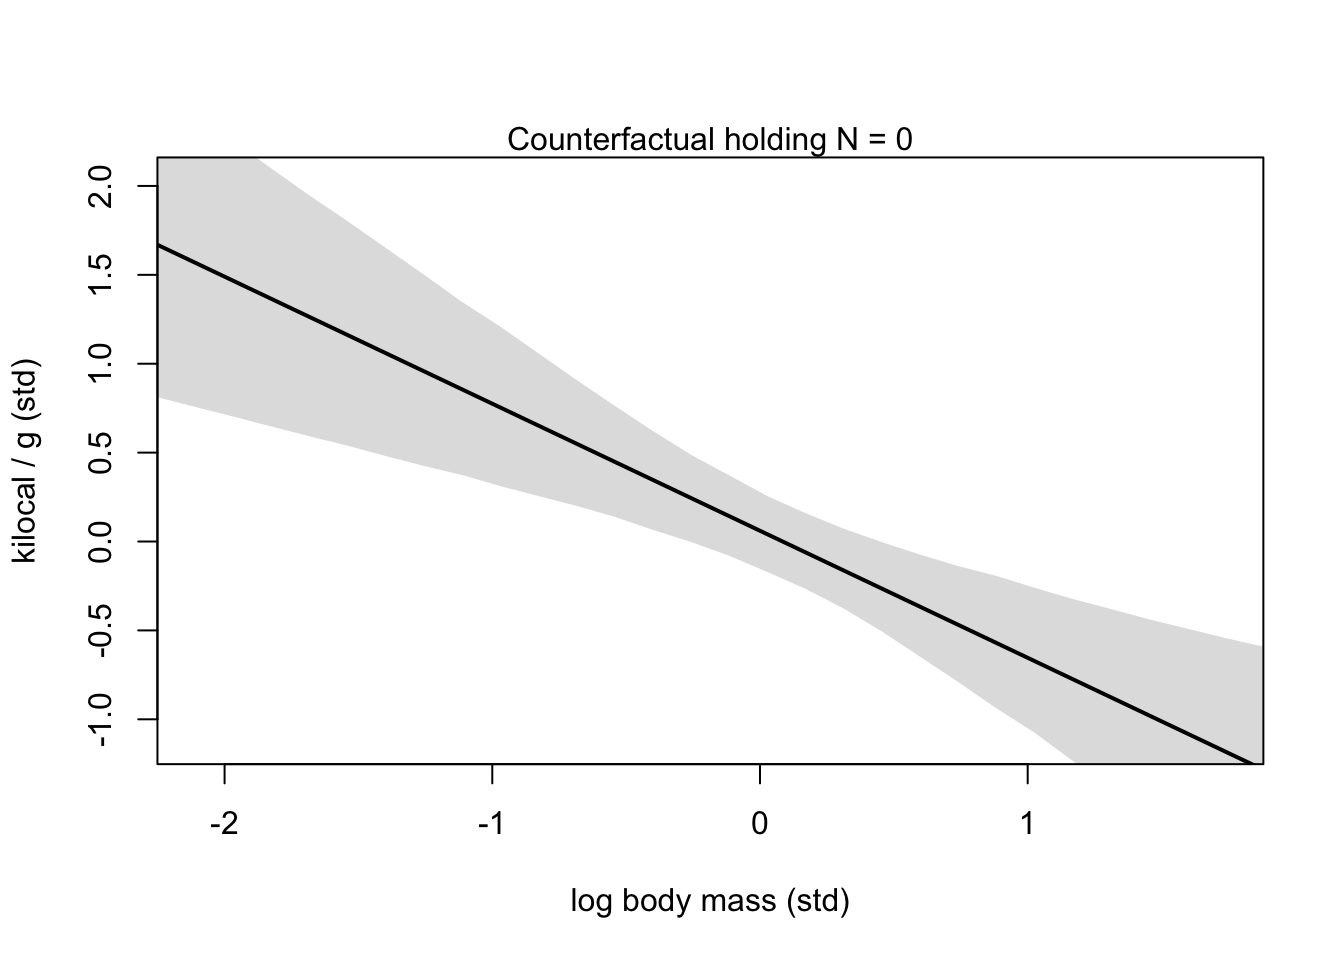 Counterfactual holding N = 0
kilocal / g (std)
2.0
1.5
1.0
0.5
0.0
-0.5
-1.0
-2 -1 0 1
log body mass (std)